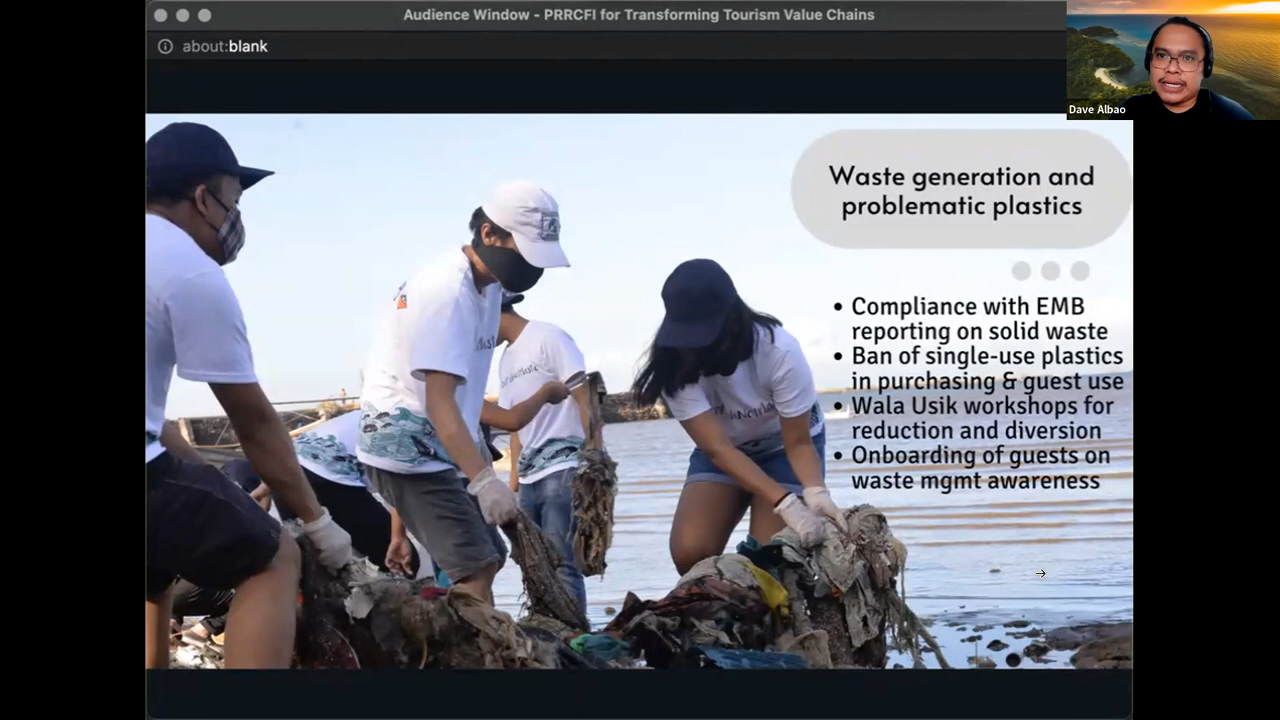 Audience Window - PRRCFI for Transforming Tourism Value Chains
about:blank
Dave Albao
Waste generation and
problematic plastics
• Compliance with EMB
reporting on solid waste
• Ban of single-use plastics
in purchasing & guest use
• Wala Usik workshops for
reduction and diversion
• Onboarding of guests on
waste mgmt awareness